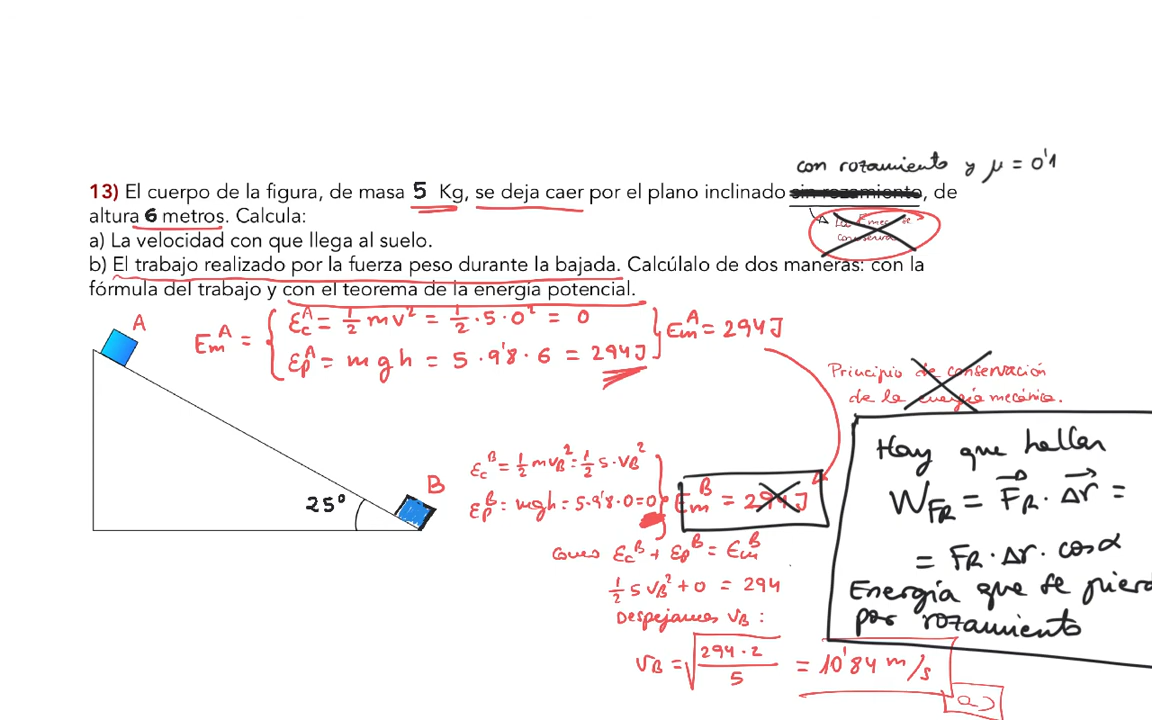 con rozamiento y μ = 0'1
13) El cuerpo de la figura, de masa 5 Kg, se deja caer por el plano inclinado sin rozamiento, de
altura 6 metros. Calcula:
a) La velocidad con que llega al suelo.
b) El trabajo realizado por la fuerza peso durante la bajada. Calcúlalo de dos maneras: con la
fórmula del trabajo y con el teorema de la energía potencial.
A
Em^A =
Ec^A = 1/2 mv² = 1/2 · 5 · 0² = 0
Ep^A = m g h = 5 · 9'8 · 6 = 294 J
Em^A = 294 J
Principio de conservación
de la energía mecánica.
Hay que hallar
W_FR = F_R · Δr =
= FR · Δr · cos α
Energía que se pierd
por rozamiento
25°
B
Ec^B = 1/2 m vB² = 1/2 5 · vB²
Ep^B = mgh = 5·9'8·0 = 0
Em^B = 294 J
Como Ec^B + Ep^B = Em^B
1/2 5 vB² + 0 = 294
Despejamos vB :
vB = √(294 · 2 / 5) = 10'84 m/s
a)